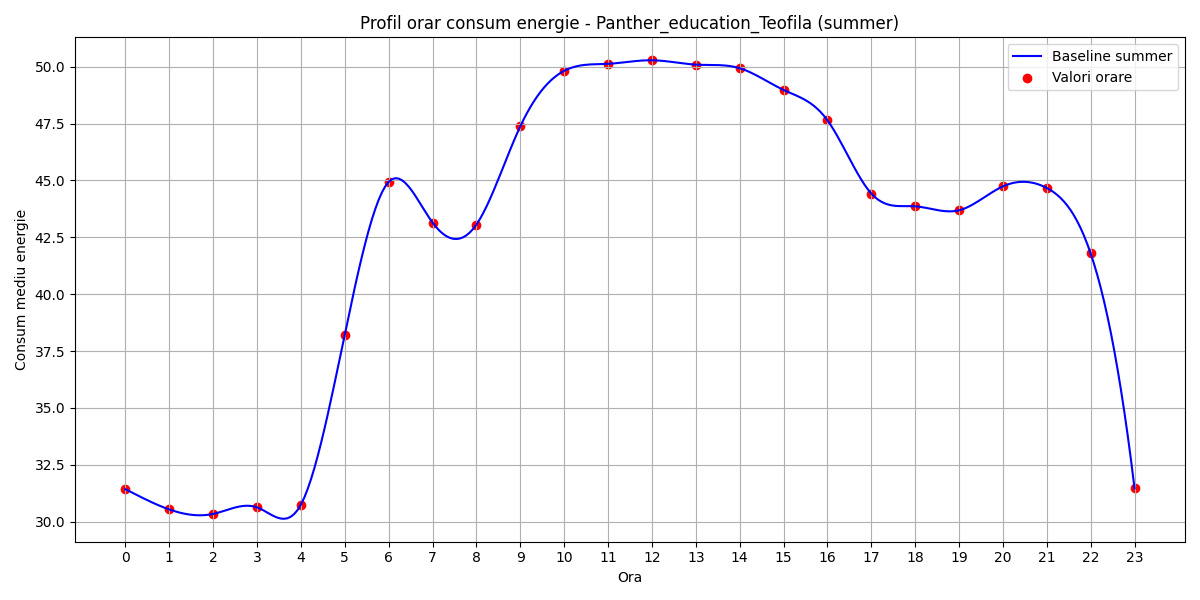 Profil orar consum energie - Panther_education_Teofila (summer)
Baseline summer
Valori orare
Consum mediu energie
50.0
47.5
45.0
42.5
40.0
37.5
35.0
32.5
30.0
0 1 2 3 4 5 6 7 8 9 10 11 12 13 14 15 16 17 18 19 20 21 22 23
Ora